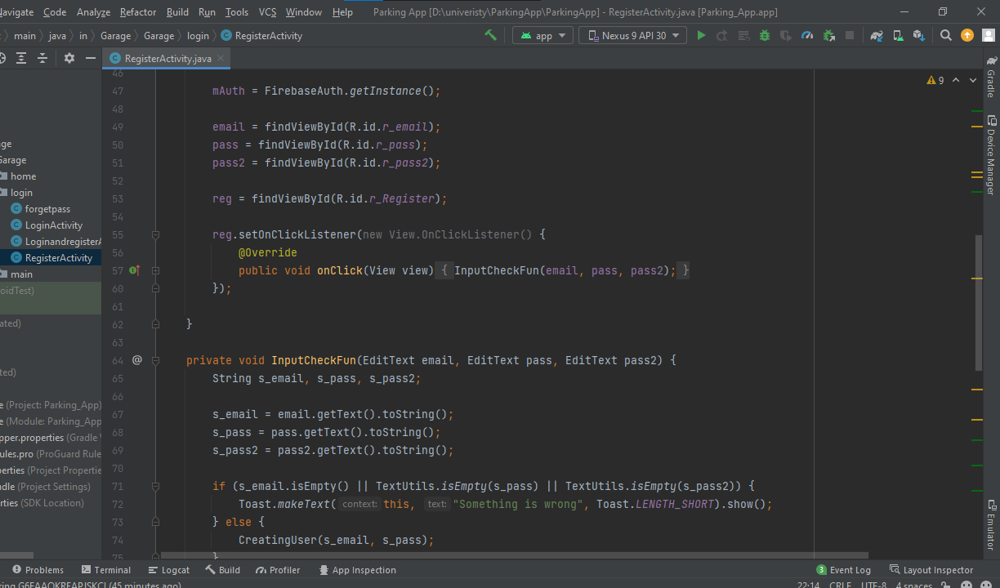 Navigate Code Analyze Refactor Build Run Tools VCS Window Help Parking App [D:\univeristy\ParkingApp\ParkingApp] - RegisterActivity.java [Parking_App.app]
main java in Garage Garage login RegisterActivity app Nexus 9 API 30
RegisterActivity.java
46
47 mAuth = FirebaseAuth.getInstance();
9
48
49 email = findViewById(R.id.r_email);
50 pass = findViewById(R.id.r_pass);
51 pass2 = findViewById(R.id.r_pass2);
52
53 reg = findViewById(R.id.r_Register);
54
55 reg.setOnClickListener(new View.OnClickListener() {
56 @Override
57 public void onClick(View view) { InputCheckFun(email, pass, pass2); }
60 });
61
62 }
63
64 @ private void InputCheckFun(EditText email, EditText pass, EditText pass2) {
65 String s_email, s_pass, s_pass2;
66
67 s_email = email.getText().toString();
68 s_pass = pass.getText().toString();
69 s_pass2 = pass2.getText().toString();
70
71 if (s_email.isEmpty() || TextUtils.isEmpty(s_pass) || TextUtils.isEmpty(s_pass2)) {
72 Toast.makeText( context: this, text: "Something is wrong", Toast.LENGTH_SHORT).show();
73 } else {
74 CreatingUser(s_email, s_pass);
75 }
ge
Garage
home
login
forgetpass
LoginActivity
LoginandregisterA
RegisterActivity
main
oidTest)
ated)
ted)
e (Project: Parking_App)
e (Module: Parking_App
pper.properties (Gradle V
ules.pro (ProGuard Rule
perties (Project Propertie
adle (Project Settings)
rties (SDK Location)
Gradle
Device Manager
Emulator
Problems Terminal Logcat Build Profiler App Inspection 3 Event Log Layout Inspector
(45 minutes ago) 22:14 CRLF UTF-8 4 spaces